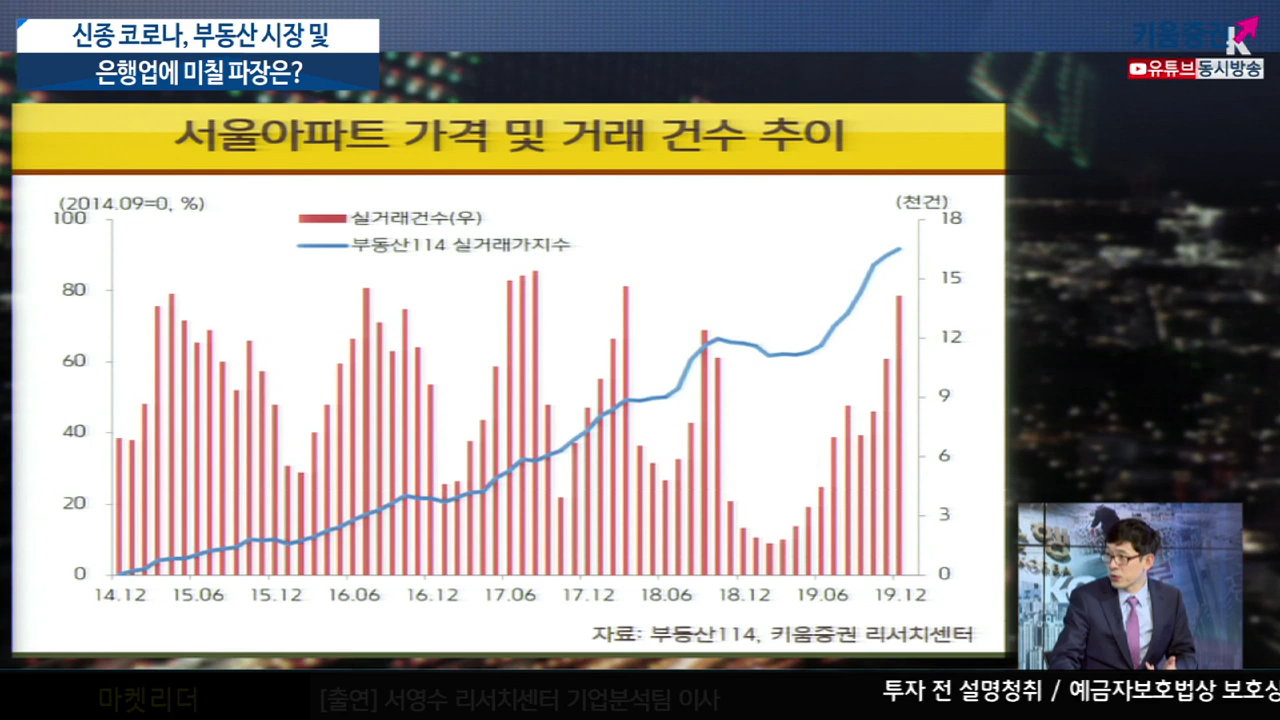 신종 코로나, 부동산 시장 및
은행업에 미칠 파장은?
키움증권
유튜브 동시방송
서울아파트 가격 및 거래 건수 추이
(2014.09=0, %)
(천건)
실거래건수(우)
부동산114 실거래가지수
100
80
60
40
20
0
18
15
12
9
6
3
0
14.12 15.06 15.12 16.06 16.12 17.06 17.12 18.06 18.12 19.06 19.12
자료: 부동산114, 키움증권 리서치센터
마켓리더
[출연] 서영수 리서치센터 기업분석팀 이사
투자 전 설명청취 / 예금자보호법상 보호상